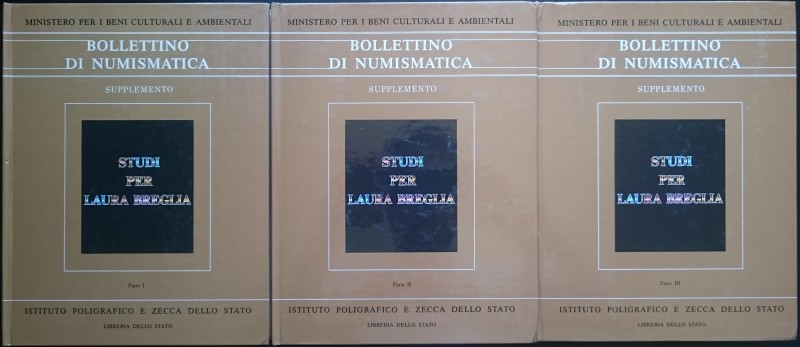 MINISTERO PER I BENI CULTURALI E AMBIENTALI
BOLLETTINO
DI NUMISMATICA
SUPPLEMENTO
STUDI
PER
LAURA BREGLIA
Parte I
ISTITUTO POLIGRAFICO E ZECCA DELLO STATO
LIBRERIA DELLO STATO
MINISTERO PER I BENI CULTURALI E AMBIENTALI
BOLLETTINO
DI NUMISMATICA
SUPPLEMENTO
STUDI
PER
LAURA BREGLIA
Parte II
ISTITUTO POLIGRAFICO E ZECCA DELLO STATO
LIBRERIA DELLO STATO
MINISTERO PER I BENI CULTURALI E AMBIENTALI
BOLLETTINO
DI NUMISMATICA
SUPPLEMENTO
STUDI
PER
LAURA BREGLIA
Parte III
ISTITUTO POLIGRAFICO E ZECCA DELLO STATO
LIBRERIA DELLO STATO